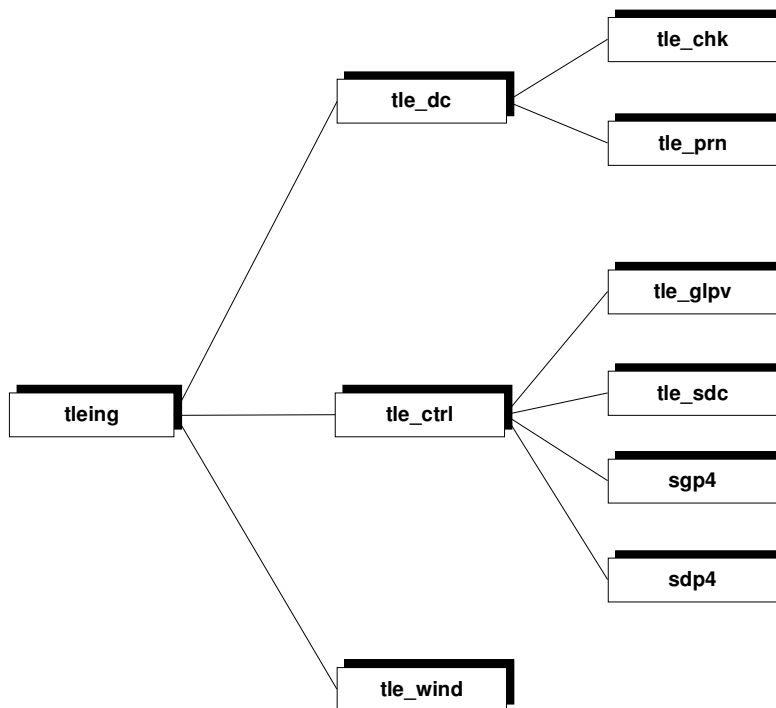 tle_chk
tle_dc
tle_prn
tle_glpv
tle_sdc
tleing
tle_ctrl
sgp4
sdp4
tle_wind